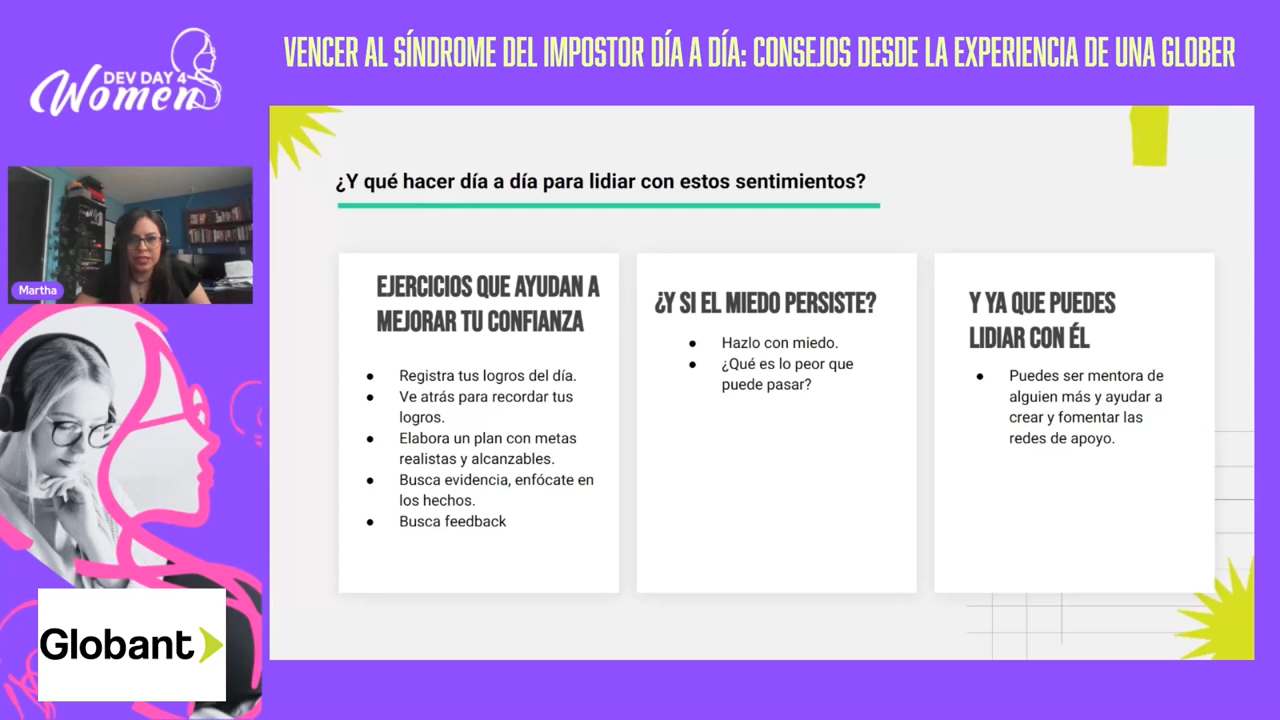 DEV DAY 4
Women
VENCER AL SÍNDROME DEL IMPOSTOR DÍA A DÍA: CONSEJOS DESDE LA EXPERIENCIA DE UNA GLOBER
Martha
Globant
¿Y qué hacer día a día para lidiar con estos sentimientos?
EJERCICIOS QUE AYUDAN A
MEJORAR TU CONFIANZA
● Registra tus logros del día.
● Ve atrás para recordar tus
logros.
● Elabora un plan con metas
realistas y alcanzables.
● Busca evidencia, enfócate en
los hechos.
● Busca feedback
¿Y SI EL MIEDO PERSISTE?
● Hazlo con miedo.
● ¿Qué es lo peor que
puede pasar?
Y YA QUE PUEDES
LIDIAR CON ÉL
● Puedes ser mentora de
alguien más y ayudar a
crear y fomentar las
redes de apoyo.